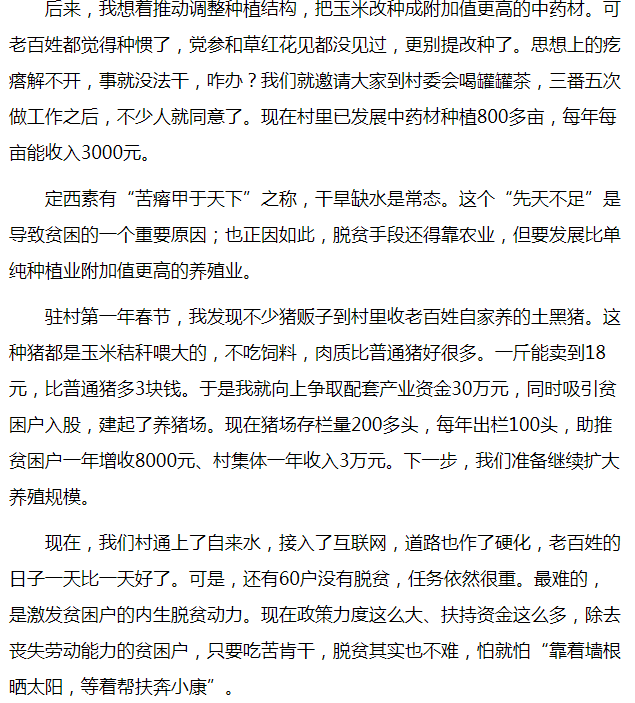 后来，我想着推动调整种植结构，把玉米改种成附加值更高的中药材。可
老百姓都觉得种惯了，党参和草红花见都没见过，更别提改种了。思想上的疙
瘩解不开，事就没法干，咋办？我们就邀请大家到村委会喝罐罐茶，三番五次
做工作之后，不少人就同意了。现在村里已发展中药材种植800多亩，每年每
亩能收入3000元。
定西素有“苦瘠甲于天下”之称，干旱缺水是常态。这个“先天不足”是
导致贫困的一个重要原因；也正因如此，脱贫手段还得靠农业，但要发展比单
纯种植业附加值更高的养殖业。
驻村第一年春节，我发现不少猪贩子到村里收老百姓自家养的土黑猪。这
种猪都是玉米秸秆喂大的，不吃饲料，肉质比普通猪好很多。一斤能卖到18
元，比普通猪多3块钱。于是我就向上争取配套产业资金30万元，同时吸引贫
困户入股，建起了养猪场。现在猪场存栏量200多头，每年出栏100头，助推
贫困户一年增收8000元、村集体一年收入3万元。下一步，我们准备继续扩大
养殖规模。
现在，我们村通上了自来水，接入了互联网，道路也作了硬化，老百姓的
日子一天比一天好了。可是，还有60户没有脱贫，任务依然很重。最难的，
是激发贫困户的内生脱贫动力。现在政策力度这么大、扶持资金这么多，除去
丧失劳动能力的贫困户，只要吃苦肯干，脱贫其实也不难，怕就怕“靠着墙根
晒太阳，等着帮扶奔小康”。